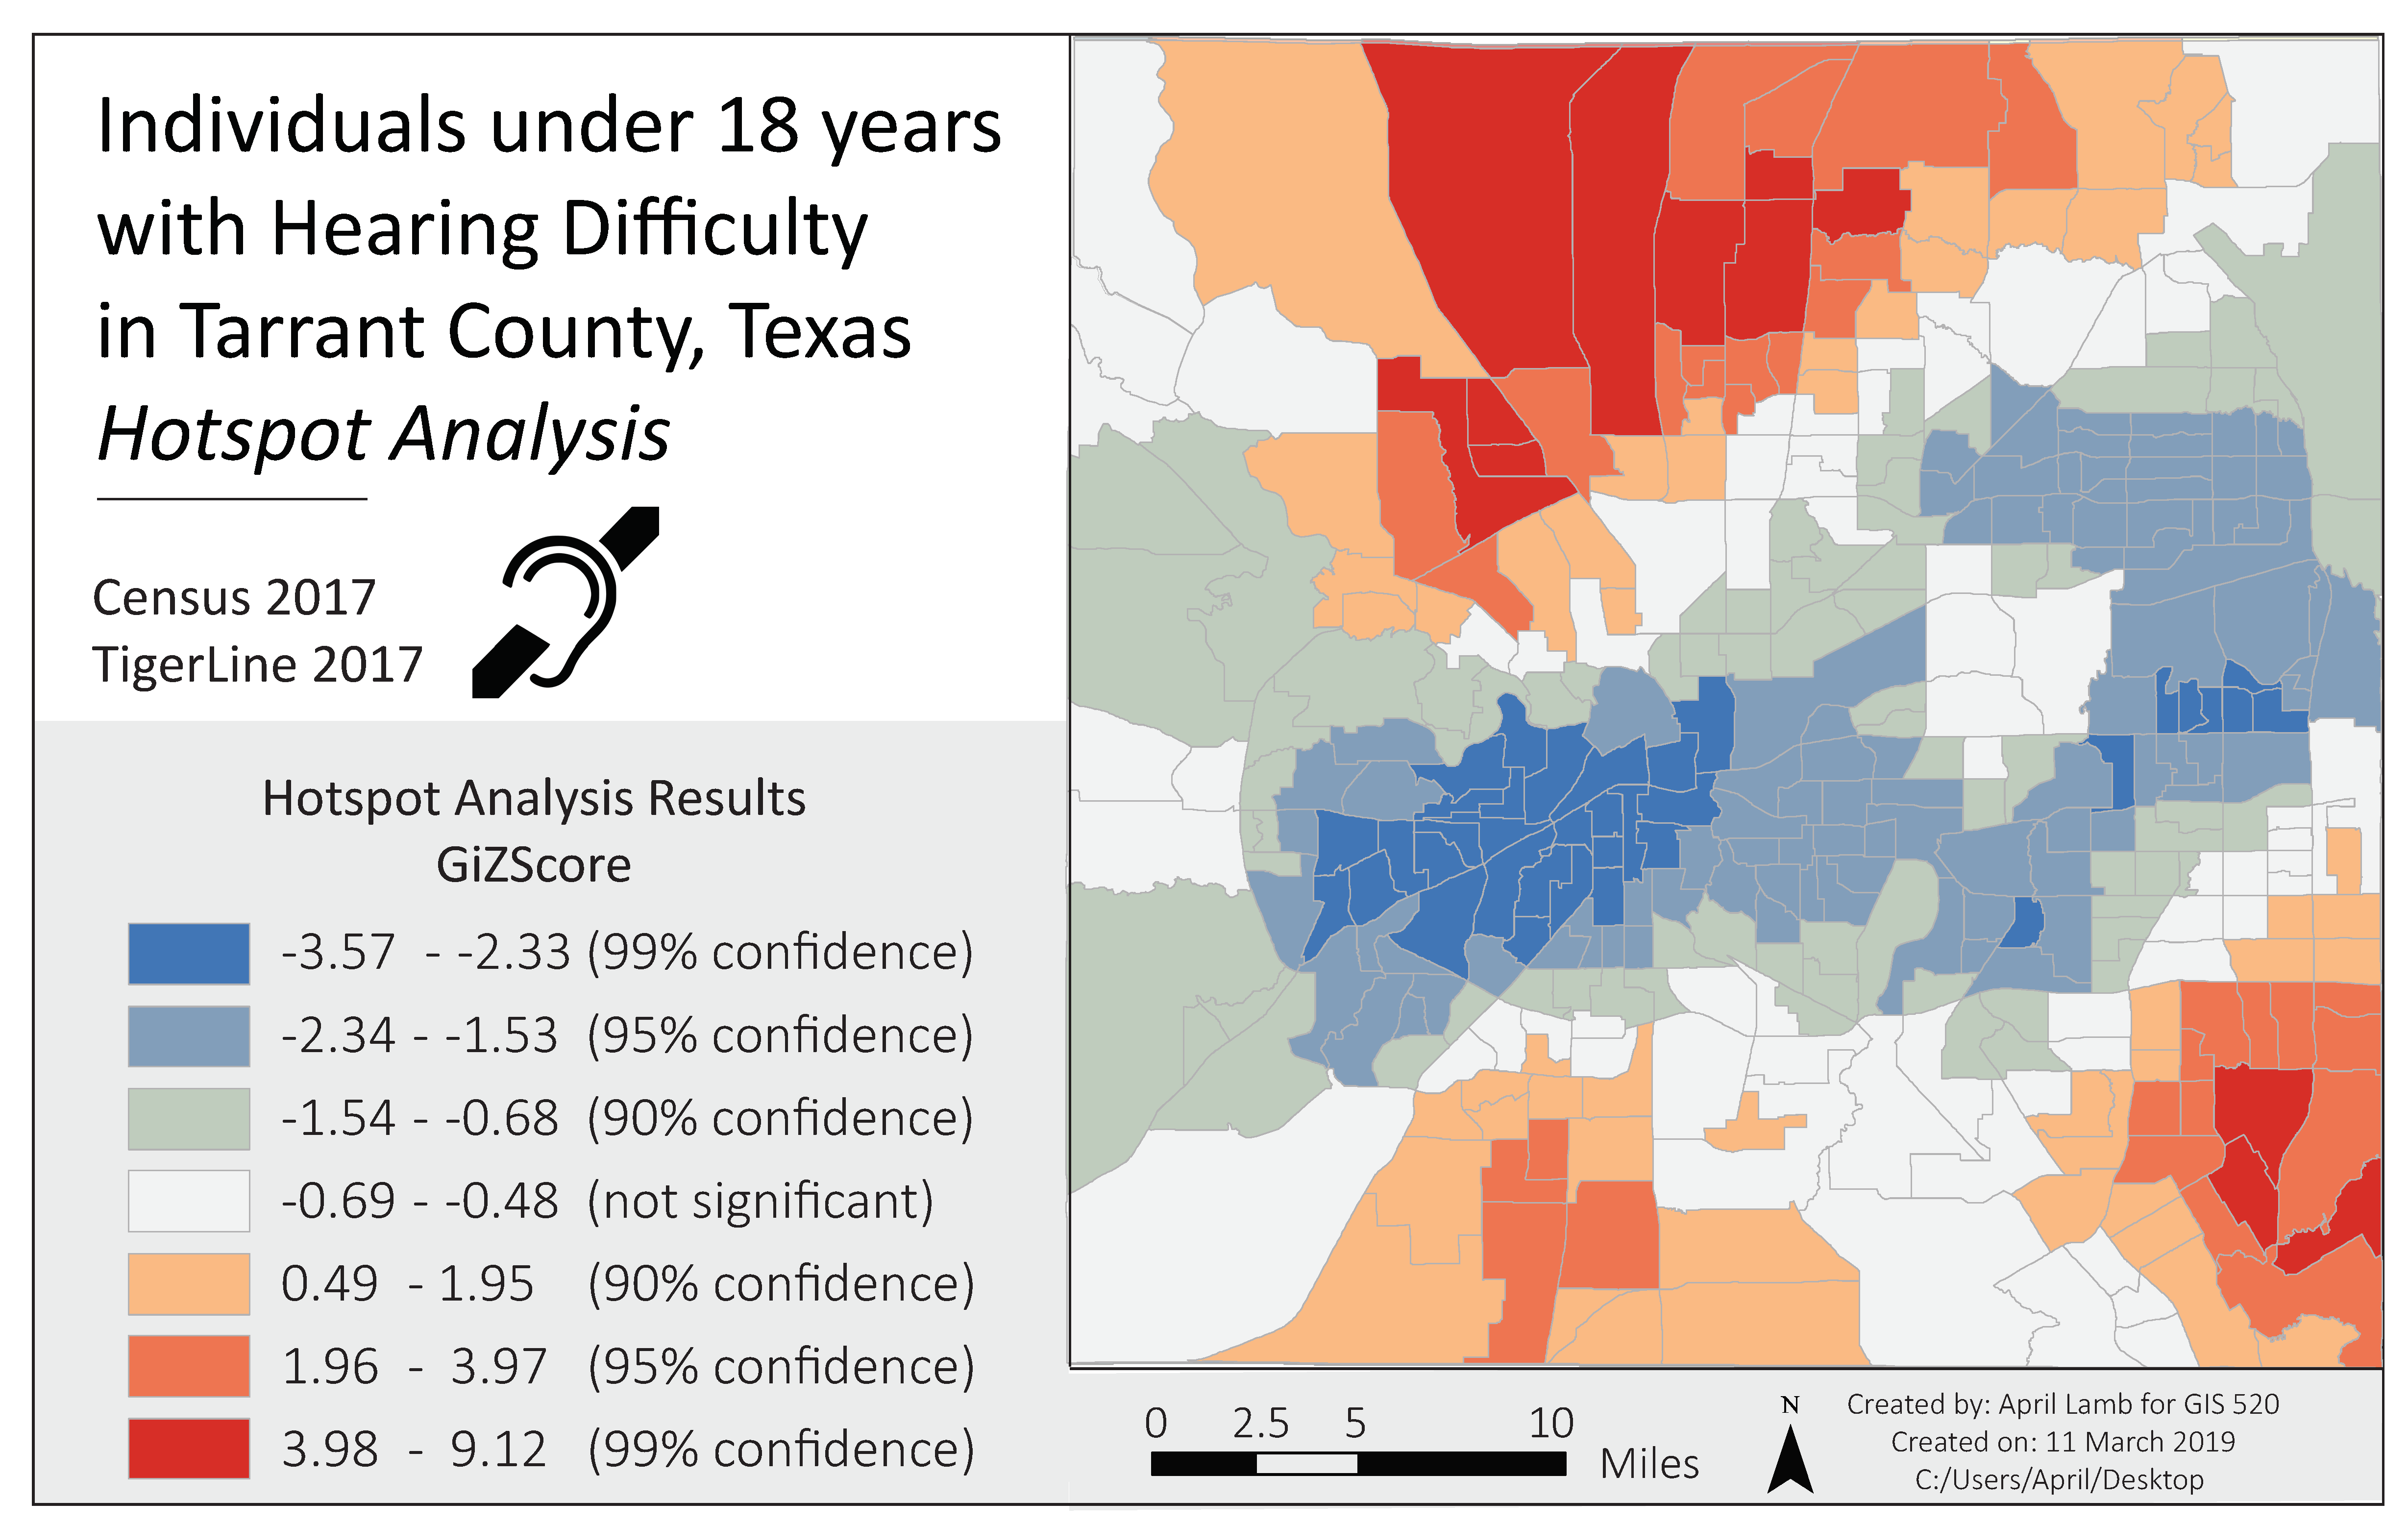 Individuals under 18 years
with Hearing Difficulty
in Tarrant County, Texas
Hotspot Analysis
Census 2017
TigerLine 2017
Hotspot Analysis Results
GiZScore
-3.57 - -2.33 (99% confidence)
-2.34 - -1.53 (95% confidence)
-1.54 - -0.68 (90% confidence)
-0.69 - -0.48 (not significant)
0.49 - 1.95 (90% confidence)
1.96 - 3.97 (95% confidence)
3.98 - 9.12 (99% confidence)
0 2.5 5 10
Miles
N
Created by: April Lamb for GIS 520
Created on: 11 March 2019
C:/Users/April/Desktop